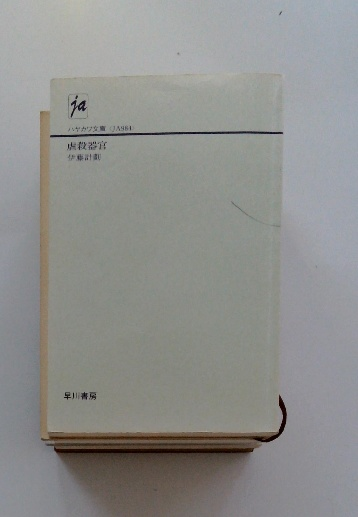 ja
ハヤカワ文庫〈JA984〉
虐殺器官
伊藤計劃
早川書房